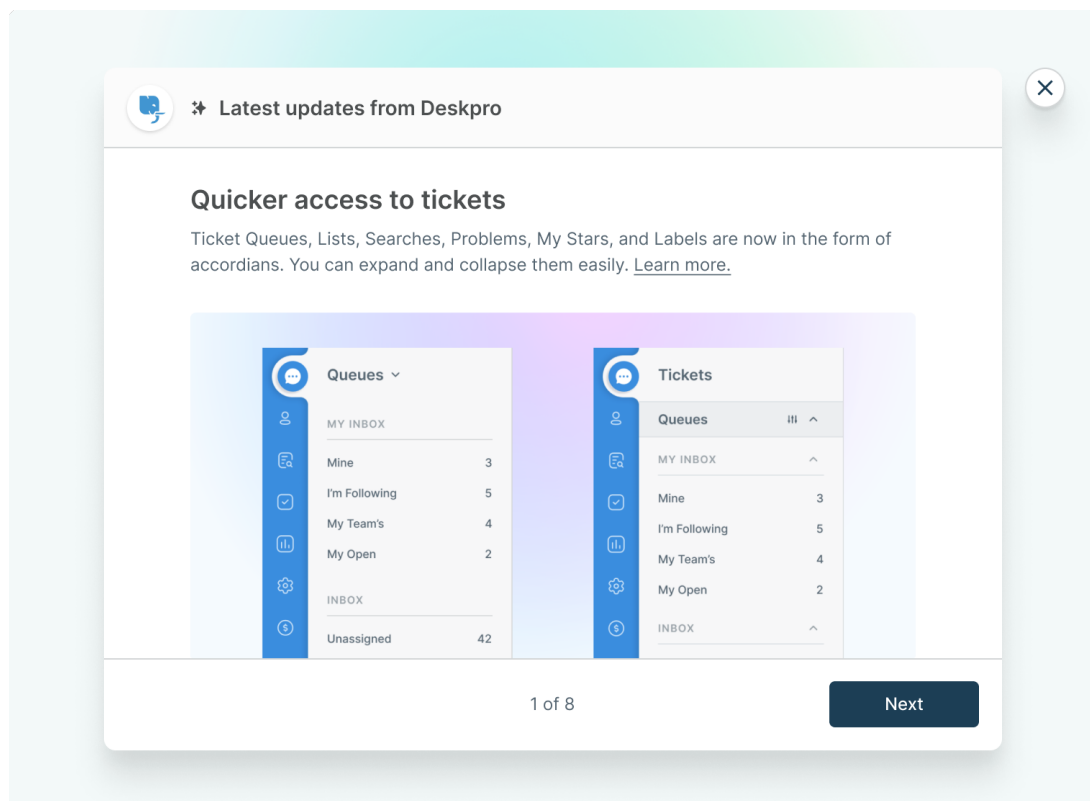 Latest updates from Deskpro
Quicker access to tickets
Ticket Queues, Lists, Searches, Problems, My Stars, and Labels are now in the form of
accordians. You can expand and collapse them easily. Learn more.
Queues
MY INBOX
Mine 3
I'm Following 5
My Team's 4
My Open 2
INBOX
Unassigned 42
Tickets
Queues
MY INBOX
Mine 3
I'm Following 5
My Team's 4
My Open 2
INBOX
1 of 8
Next